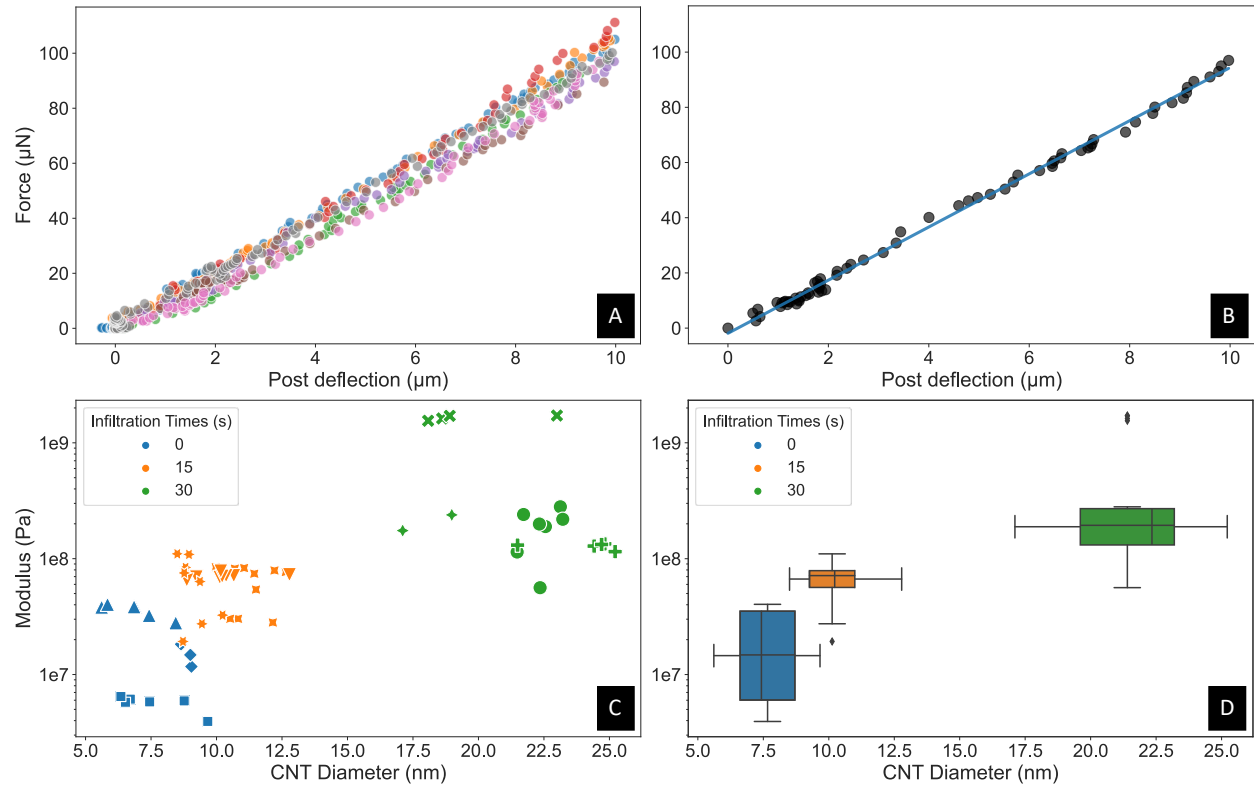 100
80
60
40
20
0
Force (μN)
0 2 4 6 8 10
Post deflection (μm)
A
100
80
60
40
20
0
0 2 4 6 8 10
Post deflection (μm)
B
Infiltration Times (s)
0
15
30
1e9
1e8
1e7
Modulus (Pa)
5.0 7.5 10.0 12.5 15.0 17.5 20.0 22.5 25.0
CNT Diameter (nm)
C
Infiltration Times (s)
0
15
30
1e9
1e8
1e7
5.0 7.5 10.0 12.5 15.0 17.5 20.0 22.5 25.0
CNT Diameter (nm)
D